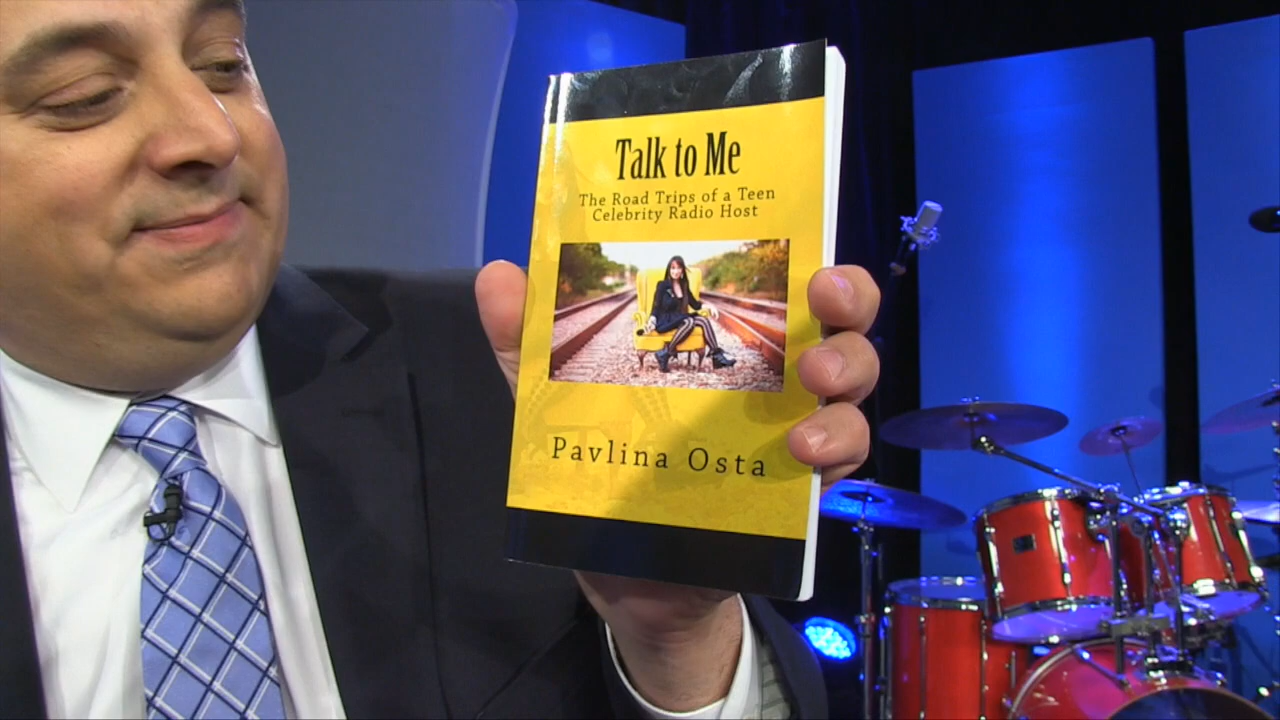 Talk to Me
The Road Trips of a Teen
Celebrity Radio Host
Pavlina Osta